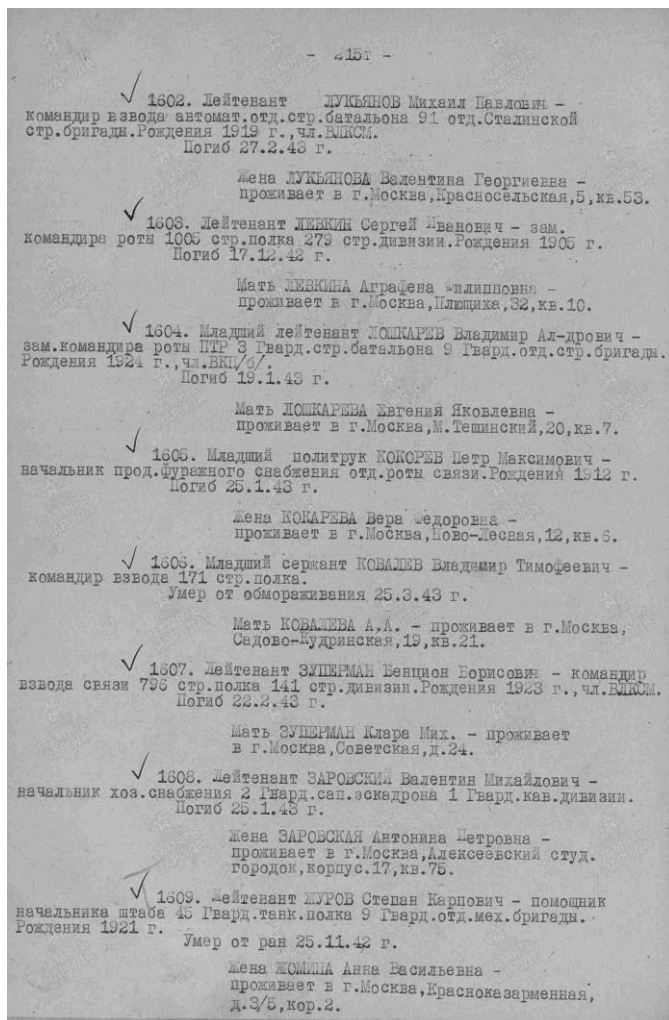 - 215т -
1602. Лейтенант ЛУКЬЯНОВ Михаил Павлович -
командир взвода автомат.отд.стр.батальона 91 отд.Сталинской
стр.бригады.Рождения 1919 г.,чл.ВЛКСМ.
Погиб 27.2.43 г.
Жена ЛУКЬЯНОВА Валентина Георгиевна -
проживает в г.Москва,Красносельская,5,кв.53.
1603. Лейтенант ЛЕВКИН Сергей Иванович - зам.
командира роты 1005 стр.полка 279 стр.дивизии.Рождения 1905 г.
Погиб 17.12.42 г.
Мать ЛЕВКИНА Аграфена Филипповна -
проживает в г.Москва,Плющиха,32,кв.10.
1604. Младший лейтенант ЛОШКАРЕВ Владимир Ал-дрович -
зам.командира роты ПТР 3 Гвард.стр.батальона 9 Гвард.отд.стр.бригады.
Рождения 1924 г.,чл.ВКП/б/.
Погиб 19.1.43 г.
Мать ЛОШКАРЕВА Евгения Яковлевна -
проживает в г.Москва,М.Тешинский,20,кв.7.
1605. Младший политрук КОКОРЕВ Петр Максимович -
начальник прод.фуражного снабжения отд.роты связи.Рождения 1912 г.
Погиб 25.1.43 г.
Жена КОКАРЕВА Вера Федоровна -
проживает в г.Москва,Ново-Лесная,12,кв.6.
1606. Младший сержант КОВАЛЕВ Владимир Тимофеевич -
командир взвода 171 стр.полка.
Умер от обмораживания 25.3.43 г.
Мать КОВАЛЕВА А.А. - проживает в г.Москва,
Садово-Кудринская,19,кв.21.
1607. Лейтенант ЗУПЕРМАН Бенцион Борисович - командир
взвода связи 796 стр.полка 141 стр.дивизии.Рождения 1923 г.,чл.ВЛКСМ.
Погиб 22.2.43 г.
Мать ЗУПЕРМАН Клара Мих. - проживает
в г.Москва,Советская,д.24.
1608. Лейтенант ЗАРОВСКИЙ Валентин Михайлович -
начальник хоз.снабжения 2 Гвард.сап.эскадрона 1 Гвард.кав.дивизии.
Погиб 25.1.43 г.
Жена ЗАРОВСКАЯ Антонина Петровна -
проживает в г.Москва,Алексеевский студ.
городок,корпус.17,кв.75.
1609. Лейтенант ЖУРОВ Степан Карпович - помощник
начальника штаба 45 Гвард.танк.полка 9 Гвард.отд.мех.бригады.
Рождения 1921 г.
Умер от ран 25.11.42 г.
Жена ЖОМИНА Анна Васильевна -
проживает в г.Москва,Красноказарменная,
д.3/5,кор.2.